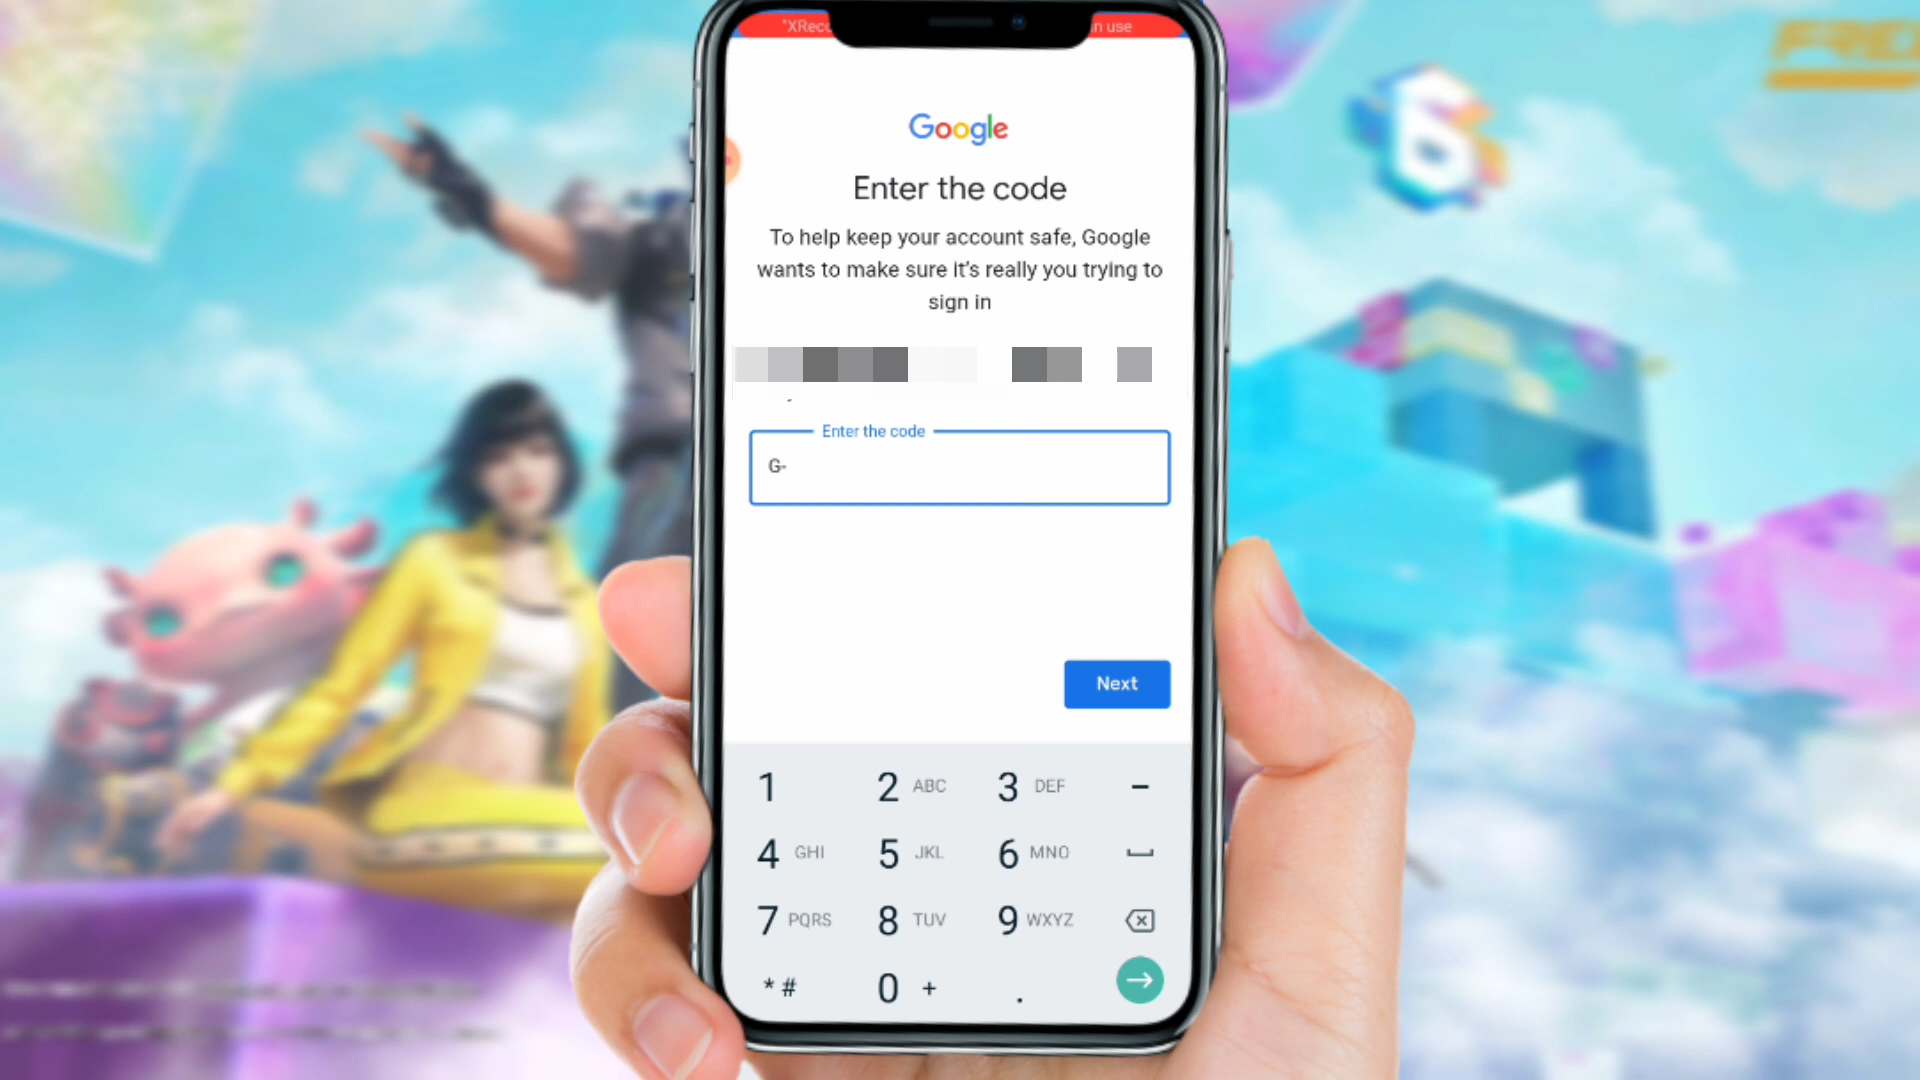 "XReco
n use
Google
Enter the code
To help keep your account safe, Google
wants to make sure it's really you trying to
sign in
Enter the code
G-
Next
1 2 ABC 3 DEF –
4 GHI 5 JKL 6 MNO
7 PQRS 8 TUV 9 WXYZ
* # 0 + .
6